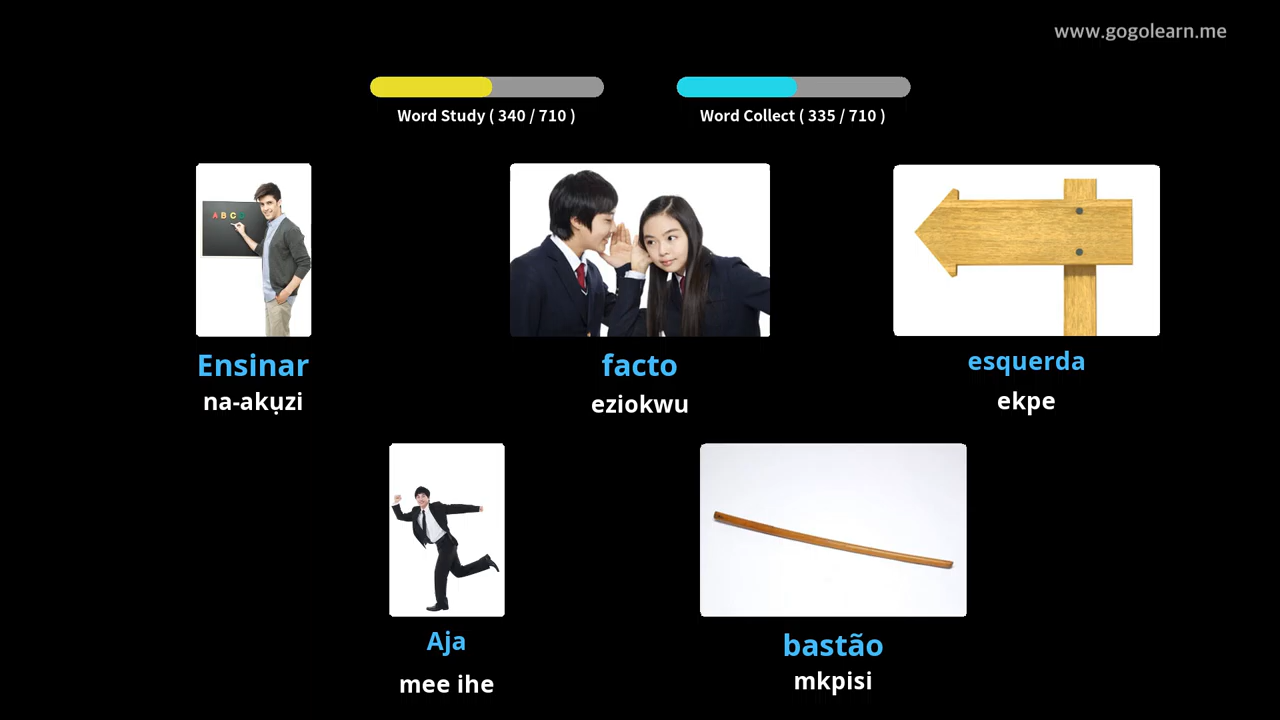 www.gogolearn.me
Word Study ( 340 / 710 )
Word Collect ( 335 / 710 )
A B C
Ensinar
na-akụzi
facto
eziokwu
esquerda
ekpe
Aja
mee ihe
bastão
mkpisi